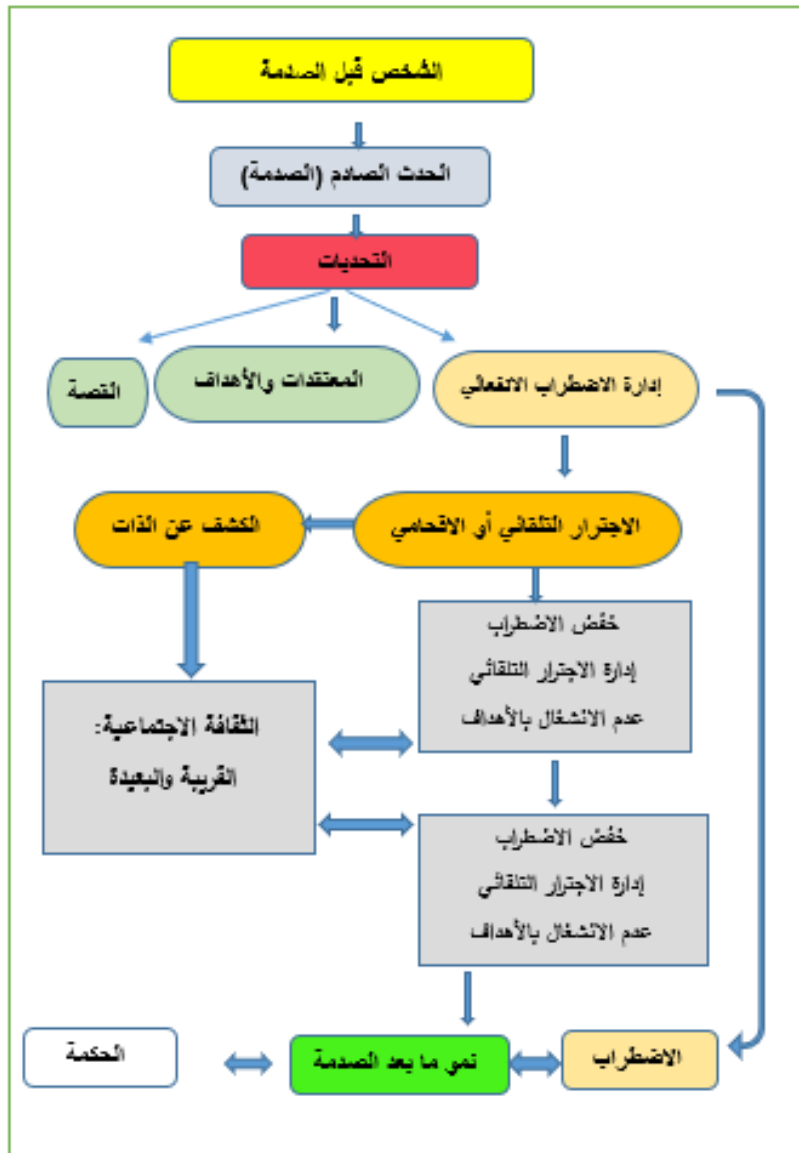 الشخص قبل الصدمة
الحدث الصادم (الصدمة)
التحديات
إدارة الاضطراب الانفعالي
المعتقدات والأهداف
القصة
الاجترار التلقائي أو الاقحامي
الكشف عن الذات
خفض الاضطراب
إدارة الاجترار التلقائي
عدم الانشغال بالأهداف
الثقافة الاجتماعية:
القريبة والبعيدة
خفض الاضطراب
إدارة الاجترار التلقائي
عدم الانشغال بالأهداف
الاضطراب
نمو ما بعد الصدمة
الحكمة